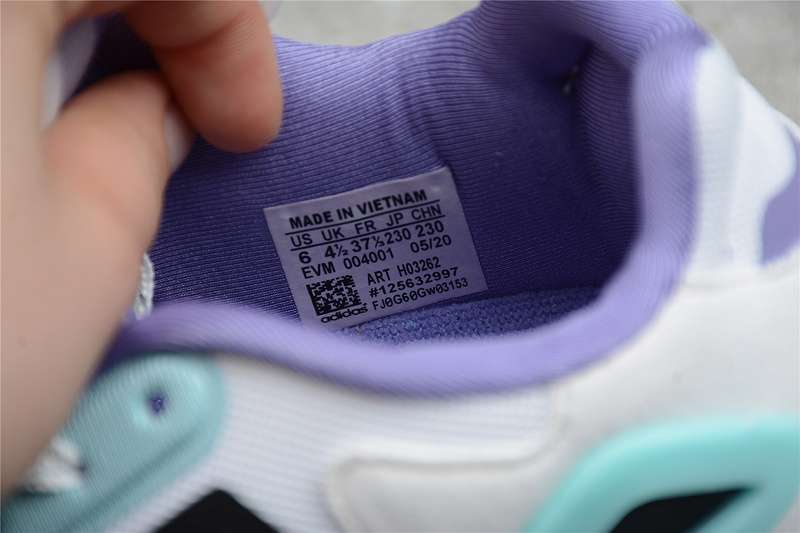 MADE IN VIETNAM
US UK FR JP CHN
6 4½ 37⅓ 230 230
EVM 004001 05/20
ART H03262
#125632997
FJ0G60Gw03153
adidas